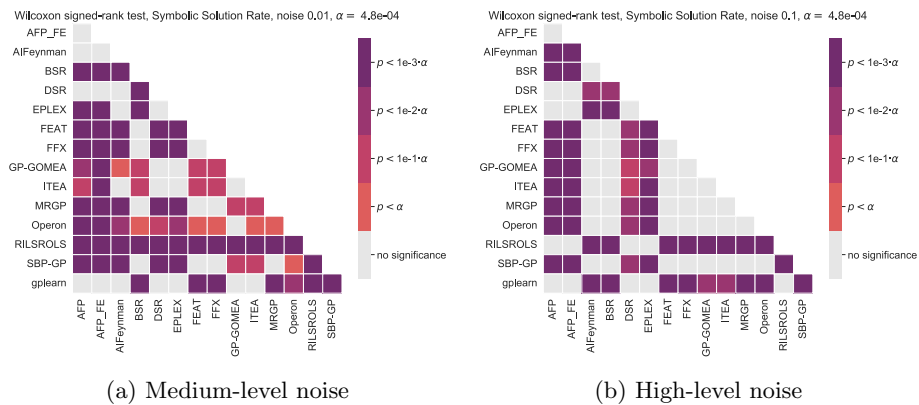 Wilcoxon signed-rank test, Symbolic Solution Rate, noise 0.01, α = 4.8e-04
AFP_FE
AIFeynman
BSR
DSR
EPLEX
FEAT
FFX
GP-GOMEA
ITEA
MRGP
Operon
RILSROLS
SBP-GP
gplearn
AFP
AFP_FE
AIFeynman
BSR
DSR
EPLEX
FEAT
FFX
GP-GOMEA
ITEA
MRGP
Operon
RILSROLS
SBP-GP
p < 1e-3·α
p < 1e-2·α
p < 1e-1·α
p < α
no significance
(a) Medium-level noise
Wilcoxon signed-rank test, Symbolic Solution Rate, noise 0.1, α = 4.8e-04
AFP_FE
AIFeynman
BSR
DSR
EPLEX
FEAT
FFX
GP-GOMEA
ITEA
MRGP
Operon
RILSROLS
SBP-GP
gplearn
AFP
AFP_FE
AIFeynman
BSR
DSR
EPLEX
FEAT
FFX
GP-GOMEA
ITEA
MRGP
Operon
RILSROLS
SBP-GP
p < 1e-3·α
p < 1e-2·α
p < 1e-1·α
p < α
no significance
(b) High-level noise